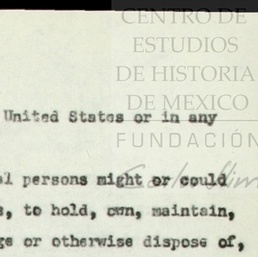 CENTRO DE
ESTUDIOS
DE HISTORIA
DE MEXICO
FUNDACIÓN
United States or in any
persons might or could
to hold, own, maintain,
or otherwise dispose of,